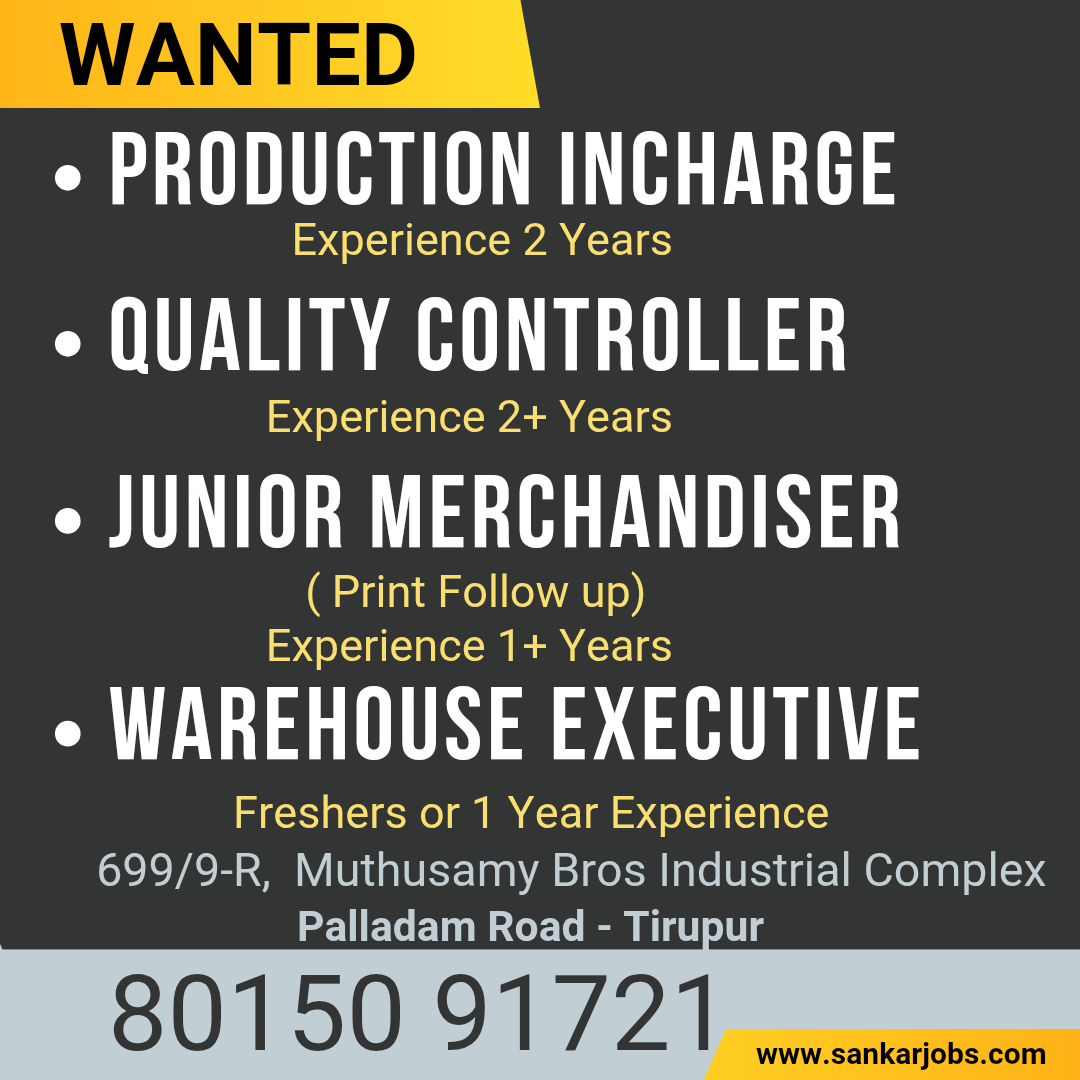 WANTED
• PRODUCTION INCHARGE
Experience 2 Years
• QUALITY CONTROLLER
Experience 2+ Years
• JUNIOR MERCHANDISER
( Print Follow up)
Experience 1+ Years
• WAREHOUSE EXECUTIVE
Freshers or 1 Year Experience
699/9-R,  Muthusamy Bros Industrial Complex
Palladam Road - Tirupur
80150 91721
www.sankarjobs.com